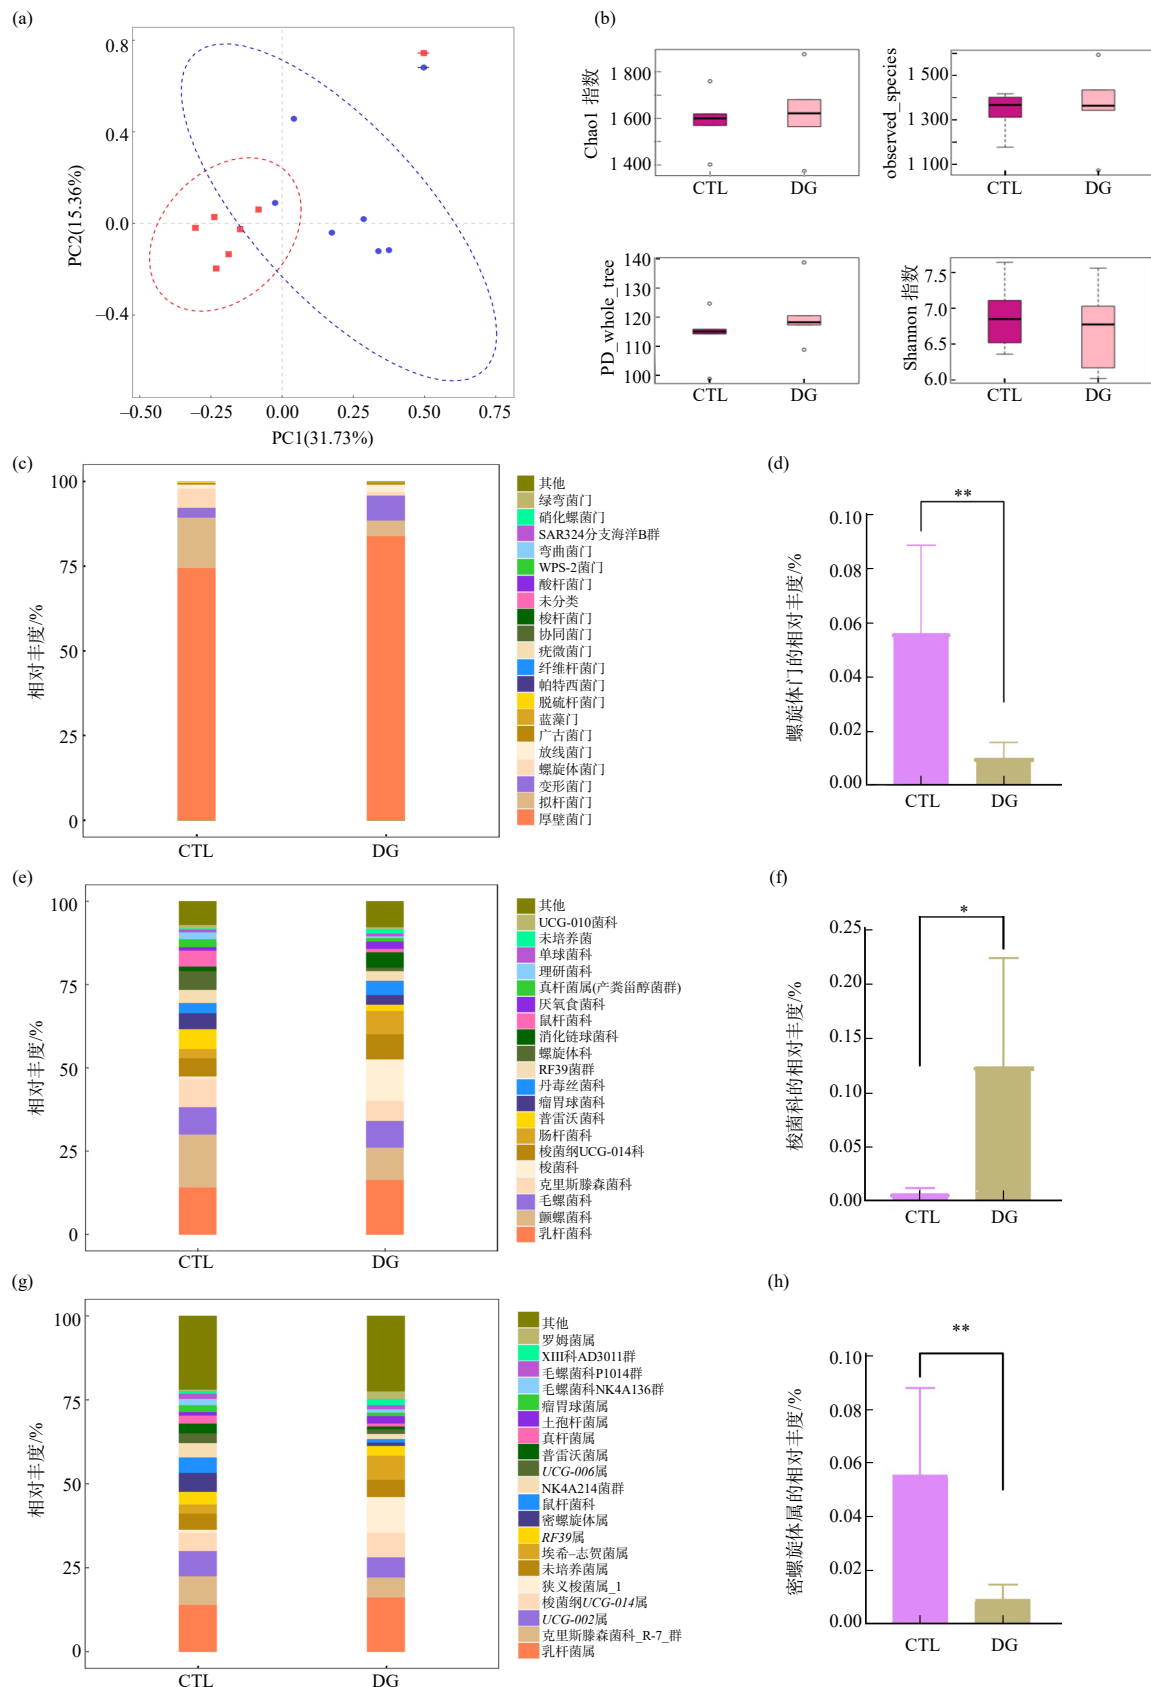 (a)
0.8
0.4
0.0
−0.4
PC2(15.36%)
−0.50
−0.25
0.00
0.25
0.50
0.75
PC1(31.73%)
(b)
Chao1 指数
1 800
1 600
1 400
CTL
DG
observed_species
1 500
1 300
1 100
CTL
DG
PD_whole_tree
140
130
120
110
100
CTL
DG
Shannon 指数
7.5
7.0
6.5
6.0
CTL
DG
(c)
相对丰度/%
100
75
50
25
0
CTL
DG
其他
绿弯菌门
硝化螺菌门
SAR324分支海洋B群
弯曲菌门
WPS-2菌门
酸杆菌门
未分类
梭杆菌门
协同菌门
疣微菌门
纤维杆菌门
帕特西菌门
脱硫杆菌门
蓝藻门
广古菌门
放线菌门
螺旋体菌门
变形菌门
拟杆菌门
厚壁菌门
(d)
螺旋体门的相对丰度/%
0.10
0.08
0.06
0.04
0.02
0.00
**
CTL
DG
(e)
相对丰度/%
100
75
50
25
0
CTL
DG
其他
UCG-010菌科
未培养菌
单球菌科
理研菌科
真杆菌属(产粪甾醇菌群)
厌氧食菌科
鼠杆菌科
消化链球菌科
螺旋体科
RF39菌群
丹毒丝菌科
瘤胃球菌科
普雷沃菌科
肠杆菌科
梭菌纲UCG-014科
梭菌科
克里斯滕森菌科
毛螺菌科
颤螺菌科
乳杆菌科
(f)
梭菌科的相对丰度/%
0.25
0.20
0.15
0.10
0.05
0.00
*
CTL
DG
(g)
相对丰度/%
100
75
50
25
0
CTL
DG
其他
罗姆菌属
XIII科AD3011群
毛螺菌科P1014群
毛螺菌科NK4A136群
瘤胃球菌属
土孢杆菌属
真杆菌属
普雷沃菌属
UCG-006属
NK4A214菌群
鼠杆菌科
密螺旋体属
RF39属
埃希–志贺菌属
未培养菌属
狭义梭菌属_1
梭菌纲UCG-014属
UCG-002属
克里斯滕森菌科_R-7_群
乳杆菌属
(h)
密螺旋体属的相对丰度/%
0.10
0.08
0.06
0.04
0.02
0.00
**
CTL
DG